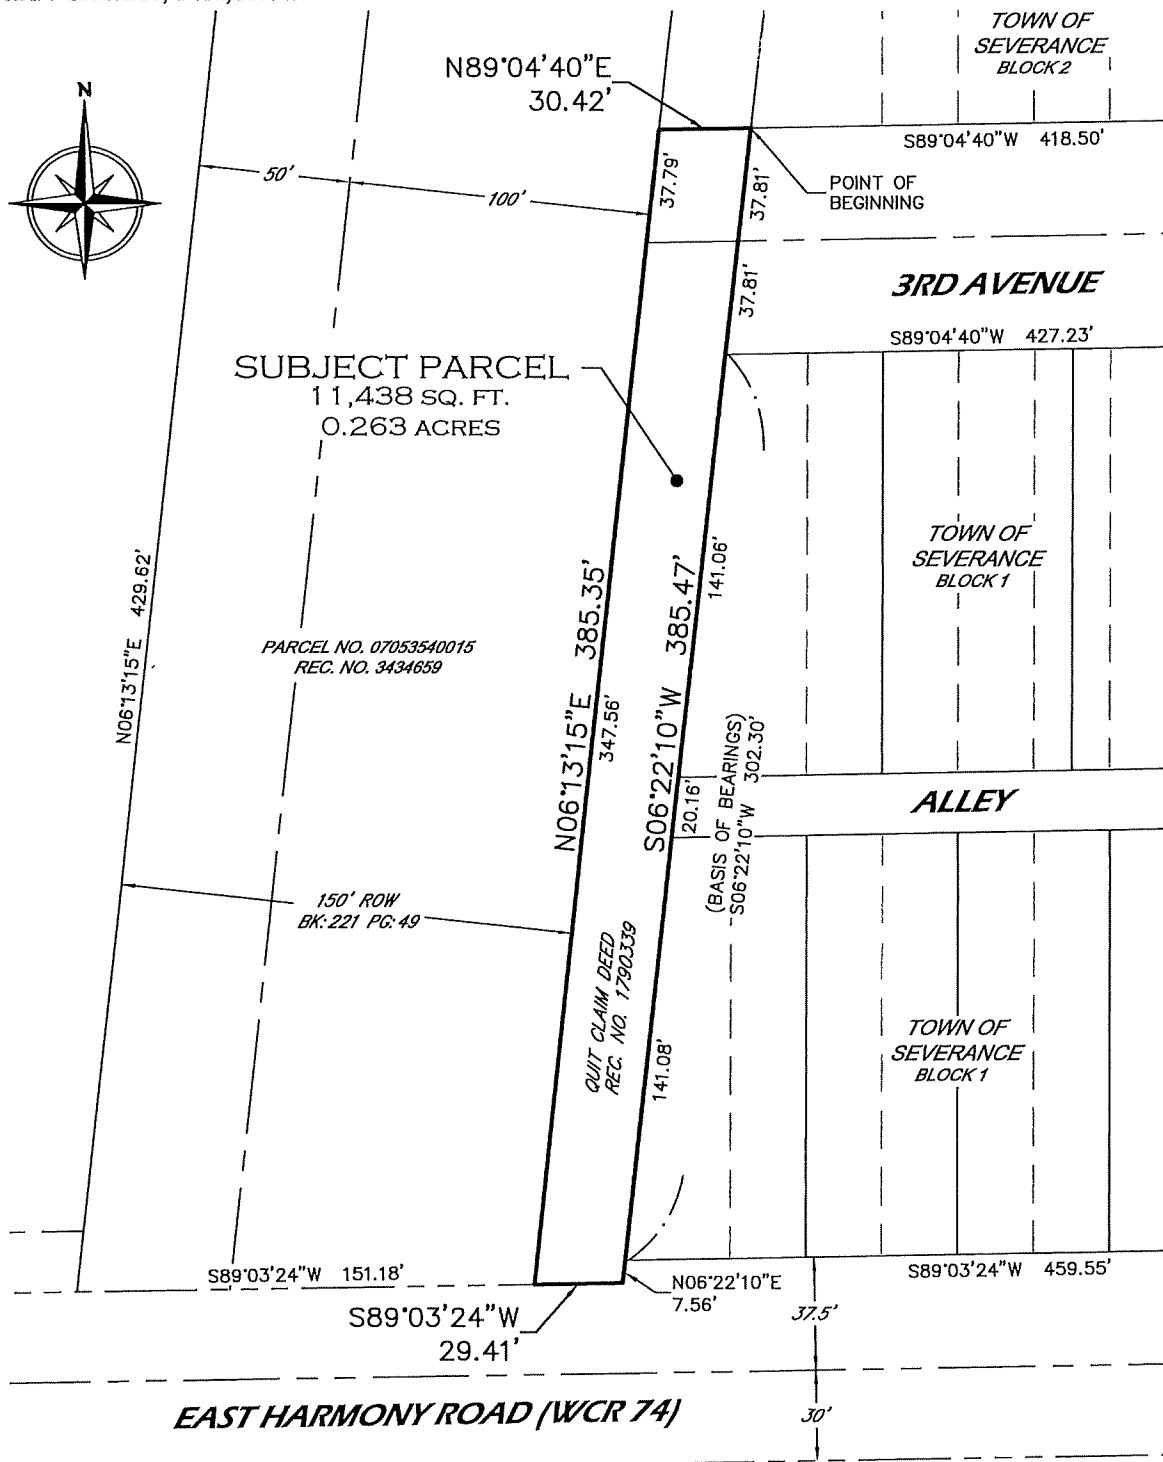 TOWN OF
SEVERANCE
BLOCK 2
N89°04'40"E
30.42'
N
S89°04'40"W 418.50'
50'
100'
37.79'
37.81'
POINT OF
BEGINNING
3RD AVENUE
37.81'
S89°04'40"W 427.23'
SUBJECT PARCEL
11,438 SQ. FT.
0.263 ACRES
TOWN OF
SEVERANCE
BLOCK 1
141.06'
N06°13'15"E 429.62'
N06°13'15"E 385.35'
S06°22'10"W 385.47'
PARCEL NO. 07053540015
REC. NO. 3434659
347.56'
20.16'
(BASIS OF BEARINGS)
S06°22'10"W 302.30'
ALLEY
150' ROW
BK: 221 PG: 49
QUIT CLAIM DEED
REC. NO. 1790339
141.08'
TOWN OF
SEVERANCE
BLOCK 1
S89°03'24"W 151.18'
N06°22'10"E
7.56'
S89°03'24"W 459.55'
S89°03'24"W
29.41'
37.5'
EAST HARMONY ROAD (WCR 74)
30'